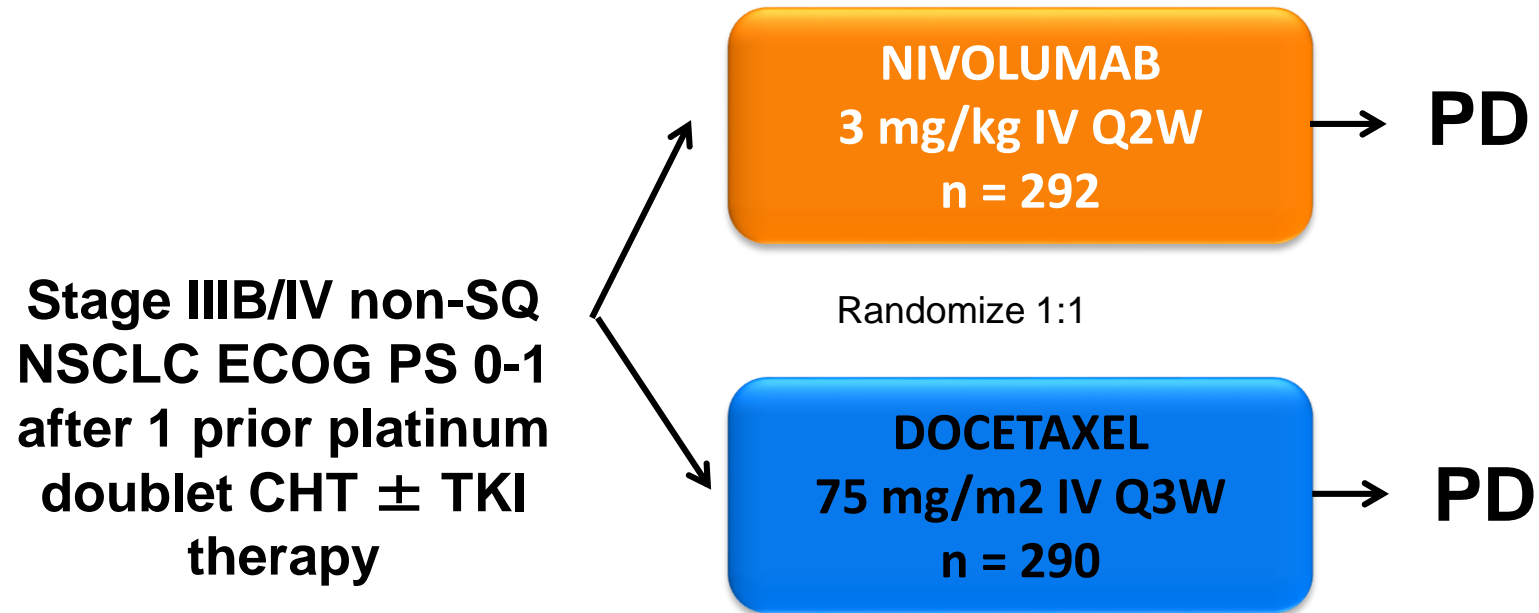 Stage IIIB/IV non-SQ
NSCLC ECOG PS 0-1
after 1 prior platinum
doublet CHT ± TKI
therapy
NIVOLUMAB
3 mg/kg IV Q2W
n = 292
PD
Randomize 1:1
DOCETAXEL
75 mg/m2 IV Q3W
n = 290
PD